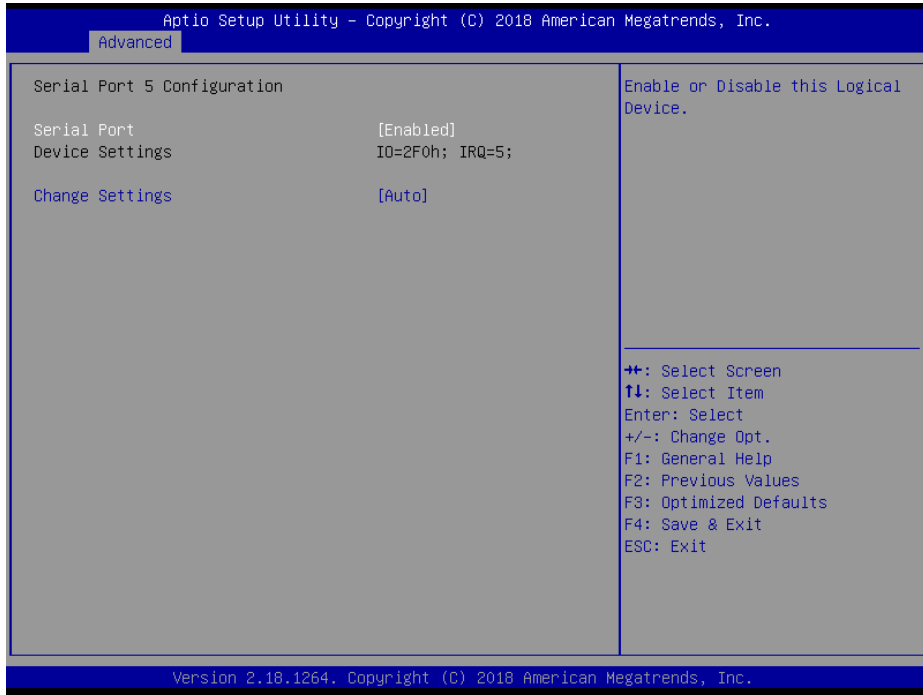 Aptio Setup Utility – Copyright (C) 2018 American Megatrends, Inc.
Advanced
Serial Port 5 Configuration
Serial Port [Enabled]
Device Settings IO=2F0h; IRQ=5;
Change Settings [Auto]
Enable or Disable this Logical
Device.
→←: Select Screen
↑↓: Select Item
Enter: Select
+/-: Change Opt.
F1: General Help
F2: Previous Values
F3: Optimized Defaults
F4: Save & Exit
ESC: Exit
Version 2.18.1264. Copyright (C) 2018 American Megatrends, Inc.